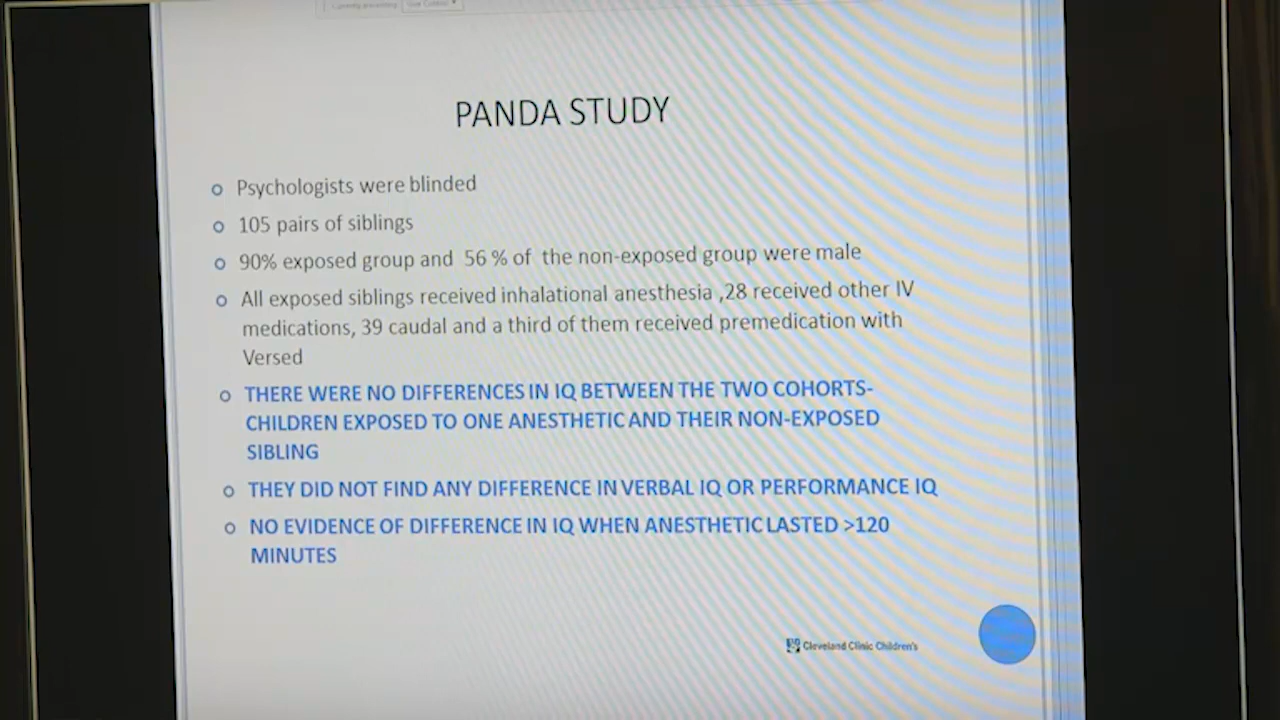 PANDA STUDY
Psychologists were blinded
105 pairs of siblings
90% exposed group and 56 % of the non-exposed group were male
All exposed siblings received inhalational anesthesia ,28 received other IV
medications, 39 caudal and a third of them received premedication with
Versed
THERE WERE NO DIFFERENCES IN IQ BETWEEN THE TWO COHORTS-
CHILDREN EXPOSED TO ONE ANESTHETIC AND THEIR NON-EXPOSED
SIBLING
THEY DID NOT FIND ANY DIFFERENCE IN VERBAL IQ OR PERFORMANCE IQ
NO EVIDENCE OF DIFFERENCE IN IQ WHEN ANESTHETIC LASTED >120
MINUTES
Cleveland Clinic Children's